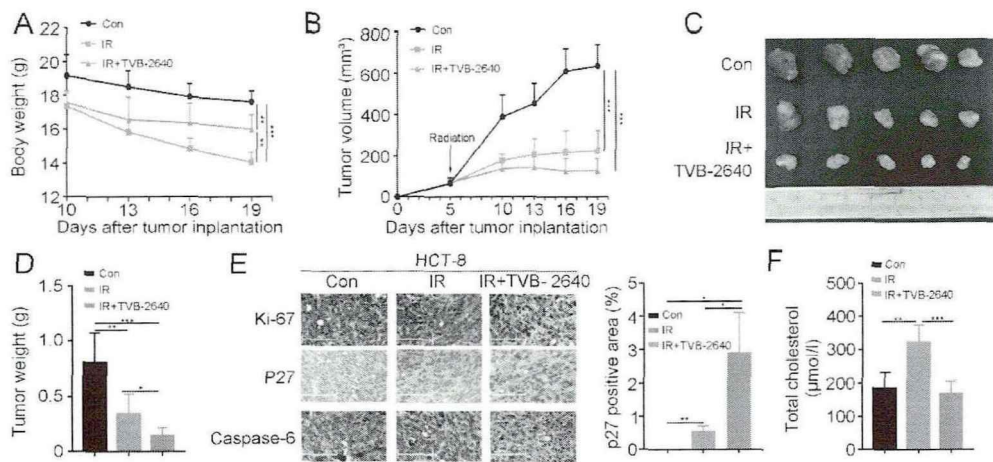 A
Con
IR
IR+TVB-2640
Body weight (g)
22
20
18
16
14
12
10
13
16
19
Days after tumor inplantation
**
**
***
B
Con
IR
IR+TVB-2640
Tumor volume (mm³)
800
600
400
200
0
Radiation
0
5
10
13
16
19
Days after tumor inplantation
***
***
C
Con
IR
IR+
TVB-2640
D
Con
IR
IR+TVB-2640
Tumor weight (g)
1.5
1.0
0.5
0
***
**
*
E
HCT-8
Con
IR
IR+TVB- 2640
Ki-67
P27
Caspase-6
p27 positive area (%)
5
4
3
2
1
0
Con
IR
IR+TVB-2640
*
*
**
F
Con
IR
IR+TVB-2640
Total cholesterol
(µmol/l)
500
400
300
200
100
0
**
***